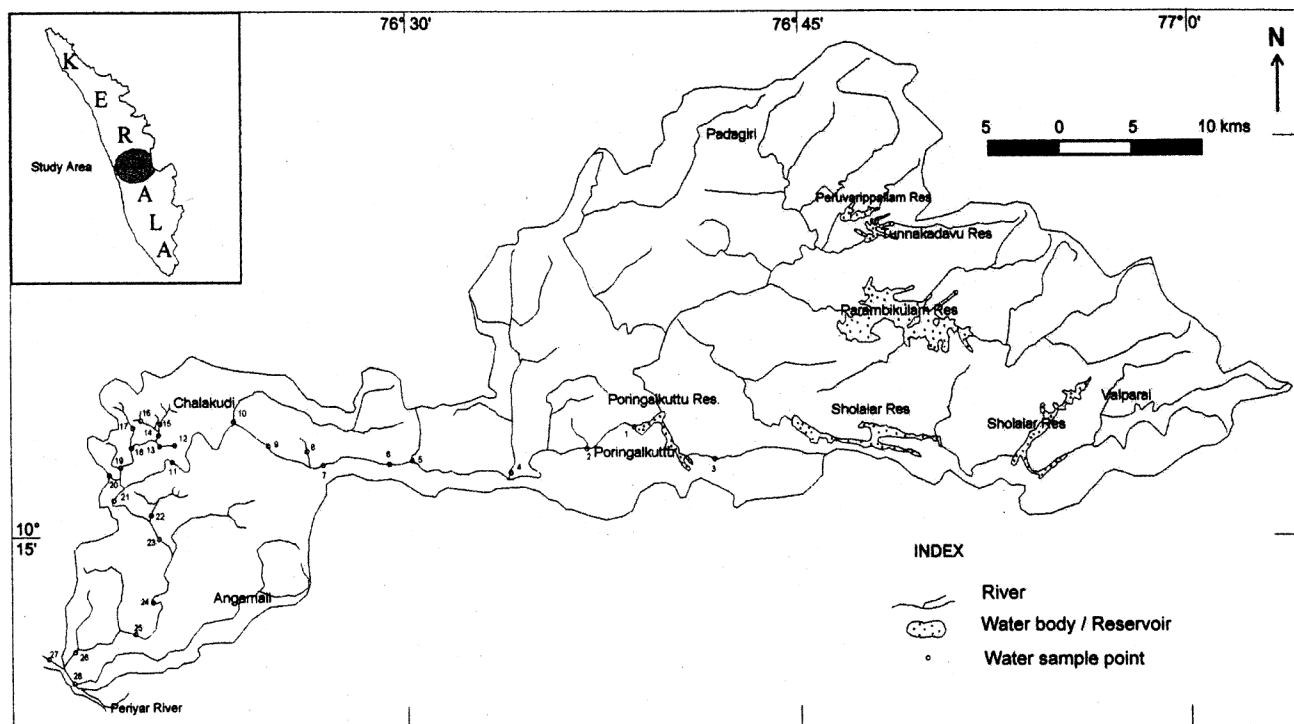 76° 30'
76° 45'
77° 0'
N
K
E
R
A
L
A
Study Area
5 0 5 10 kms
Padagiri
Peruvarippallam Res
Tunnakadavu Res
Parambikulam Res
Chalakudi
Poringalkuttu Res.
Sholaiar Res
Sholaiar Res
Valparai
Poringalkuttu
10
16
15
17
14
12
13
18
11
9
8
1
2
3
19
6
5
7
4
20
21
22
23
10°
15'
INDEX
River
Water body / Reservoir
Water sample point
24
Angamali
25
26
27
28
Periyar River